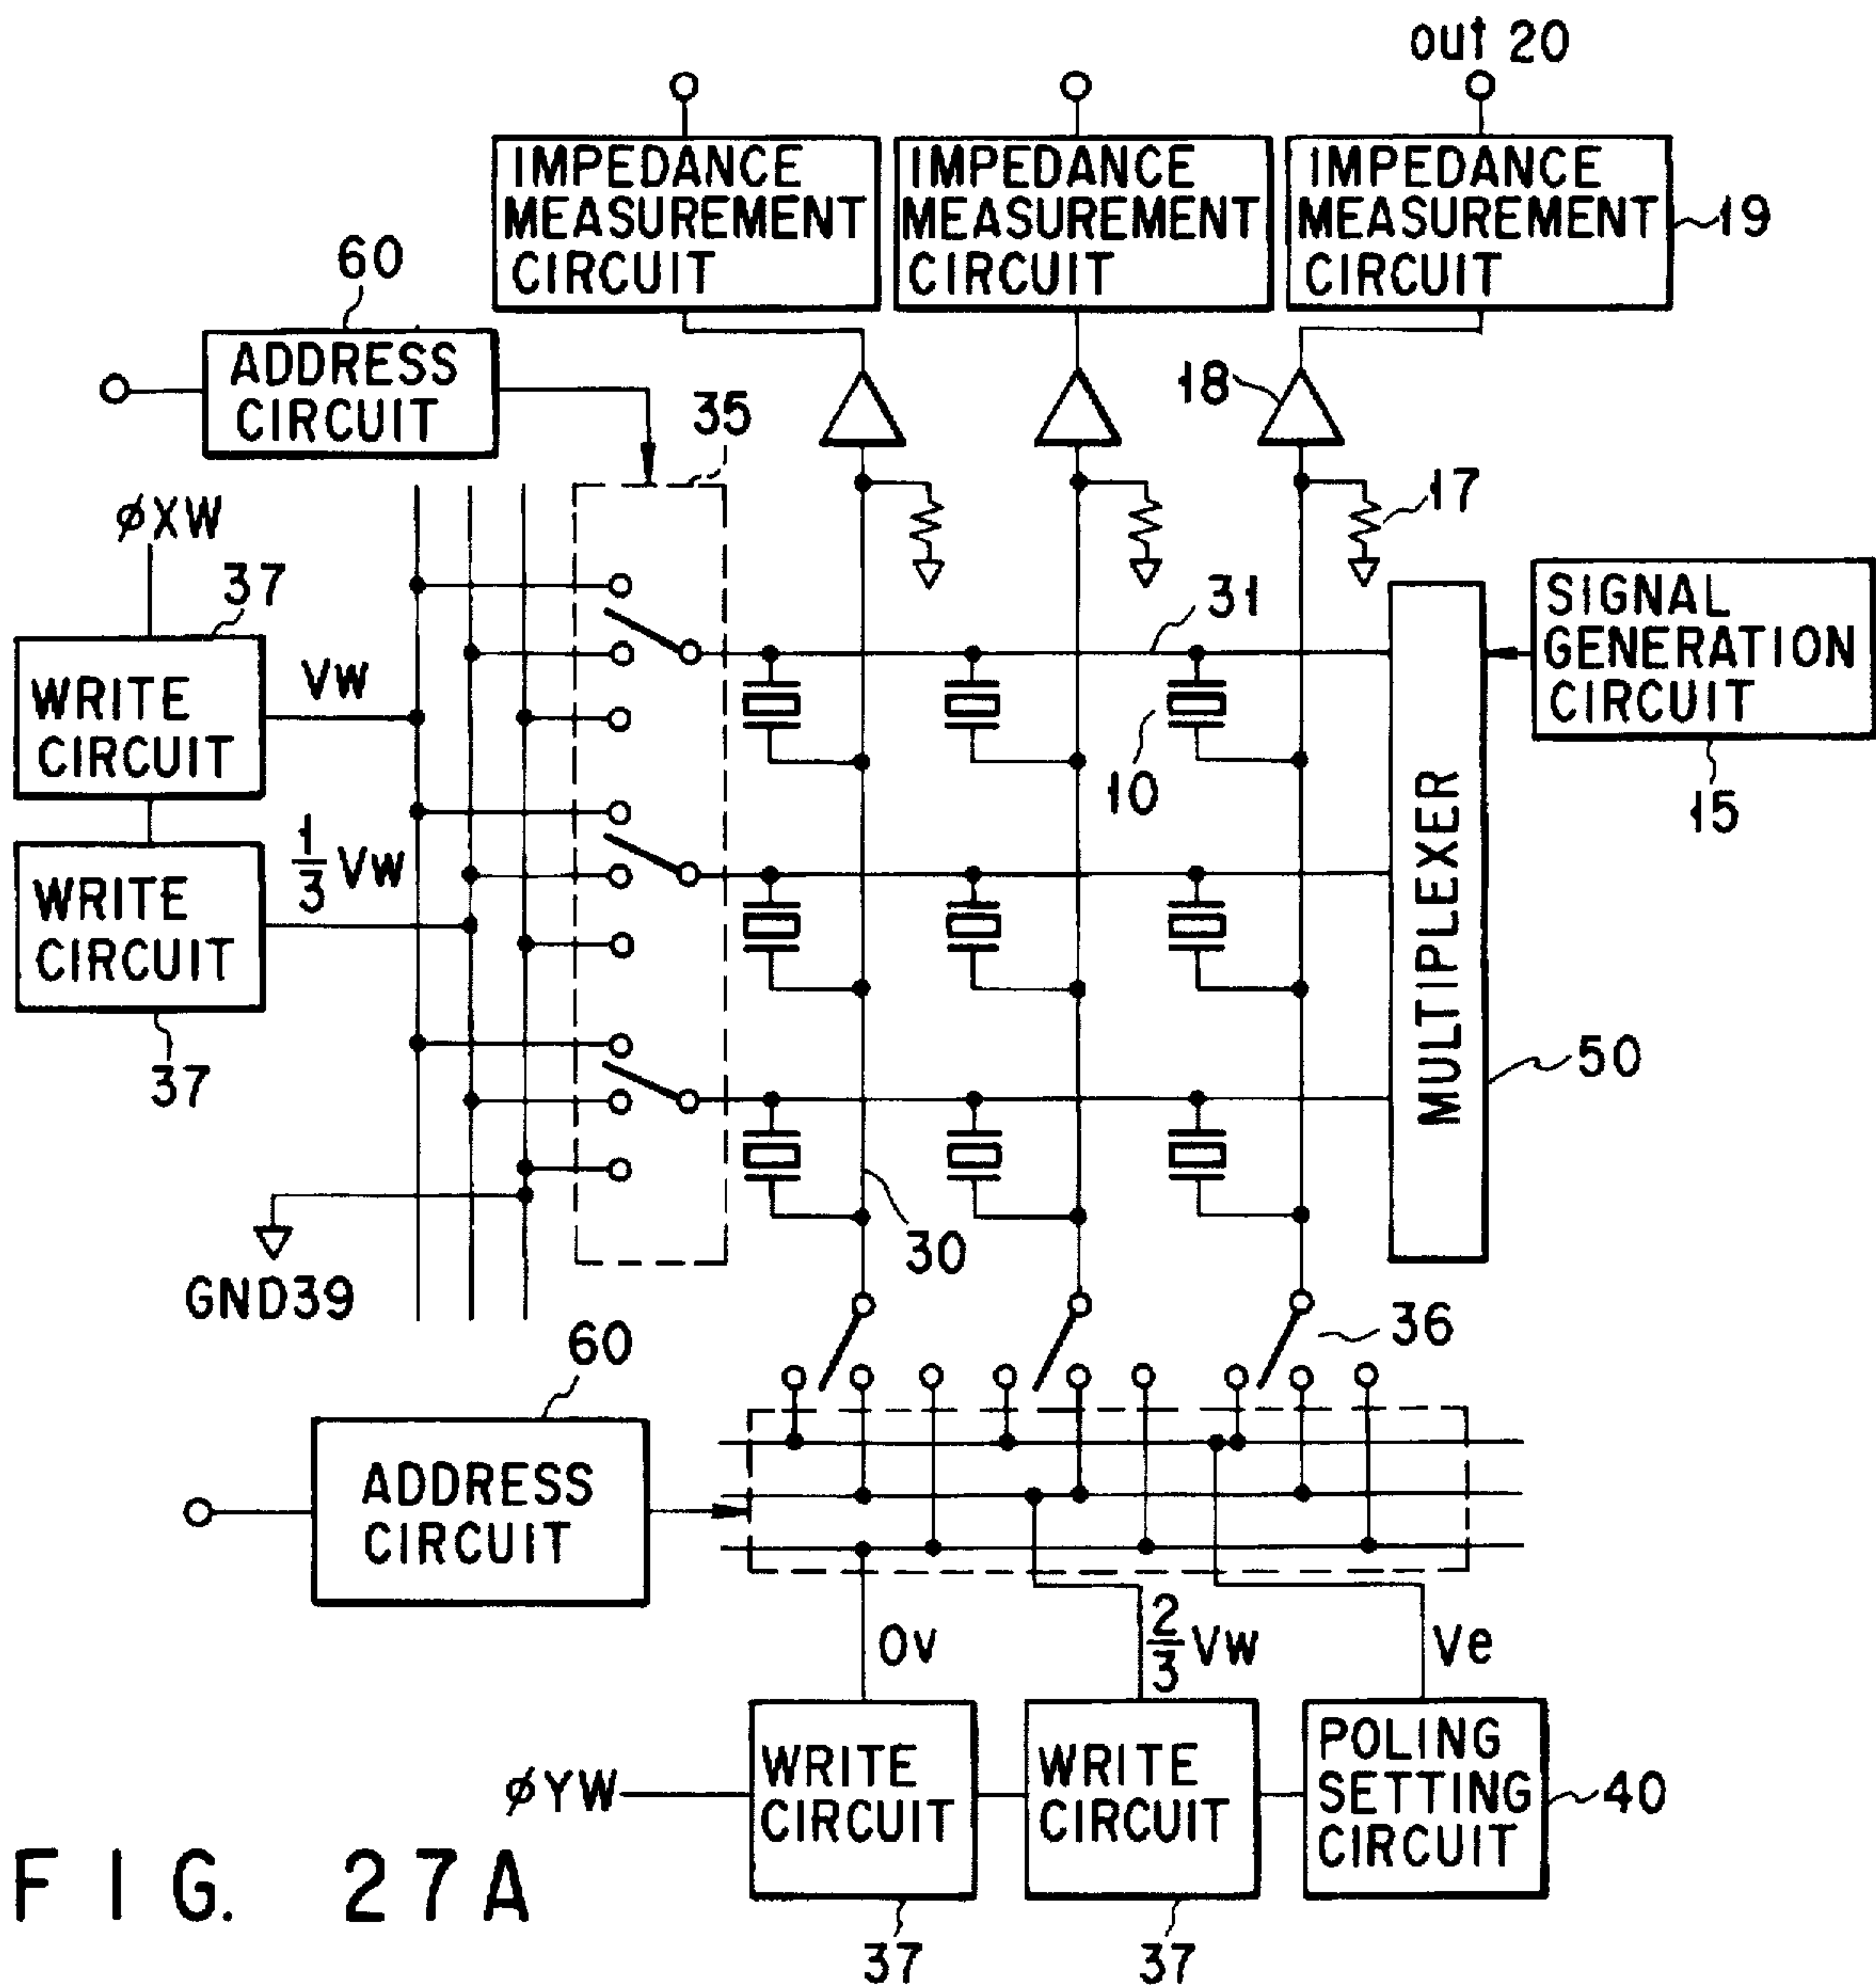 out 20
IMPEDANCE
MEASUREMENT
CIRCUIT
IMPEDANCE
MEASUREMENT
CIRCUIT
IMPEDANCE
MEASUREMENT
CIRCUIT
19
60
ADDRESS
CIRCUIT
35
18
17
φXW
37
WRITE
CIRCUIT
Vw
31
SIGNAL
GENERATION
CIRCUIT
15
10
MULTIPLEXER
50
WRITE
CIRCUIT
1/3 Vw
37
30
GND39
36
60
ADDRESS
CIRCUIT
0v
2/3 Vw
Ve
φYW
WRITE
CIRCUIT
WRITE
CIRCUIT
POLING
SETTING
CIRCUIT
40
37
37
FIG. 27A